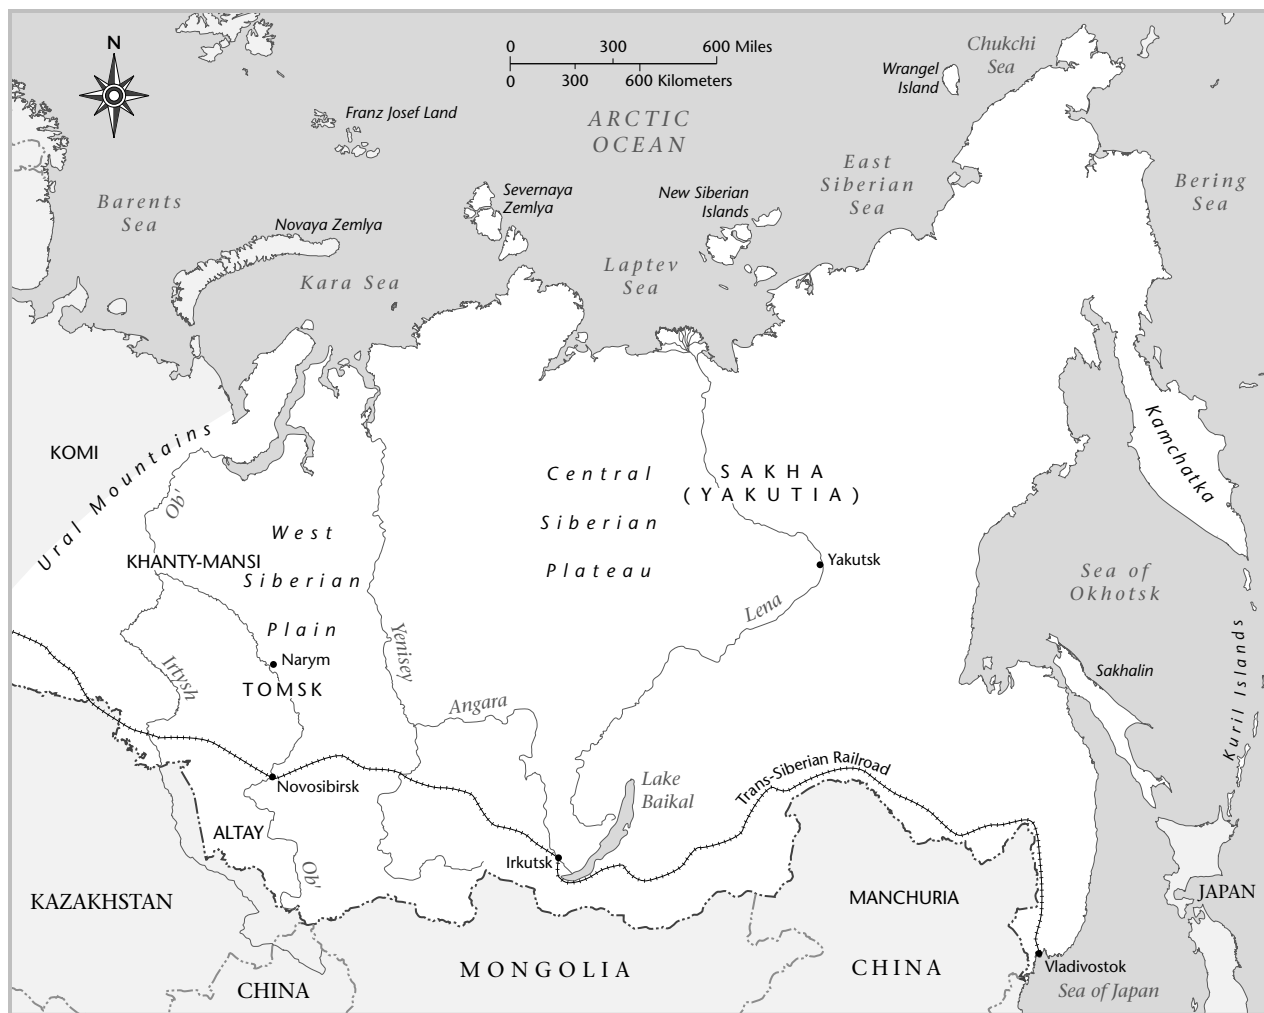 N
0 300 600 Miles
0 300 600 Kilometers
Chukchi
Sea
Wrangel
Island
Franz Josef Land
ARCTIC
OCEAN
East
Siberian
Sea
Bering
Sea
Barents
Sea
Severnaya
Zemlya
New Siberian
Islands
Novaya Zemlya
Kara Sea
Laptev
Sea
KOMI
Ural Mountains
Ob'
Kamchatka
Central
Siberian
Plateau
SAKHA
(YAKUTIA)
West
Siberian
Plain
KHANTY-MANSI
Yakutsk
Sea of
Okhotsk
Lena
Yenisey
Irtysh
Narym
TOMSK
Sakhalin
Kuril Islands
Angara
Novosibirsk
Lake
Baikal
Trans-Siberian Railroad
ALTAY
Irkutsk
Ob'
KAZAKHSTAN
MANCHURIA
JAPAN
MONGOLIA
CHINA
CHINA
Vladivostok
Sea of Japan